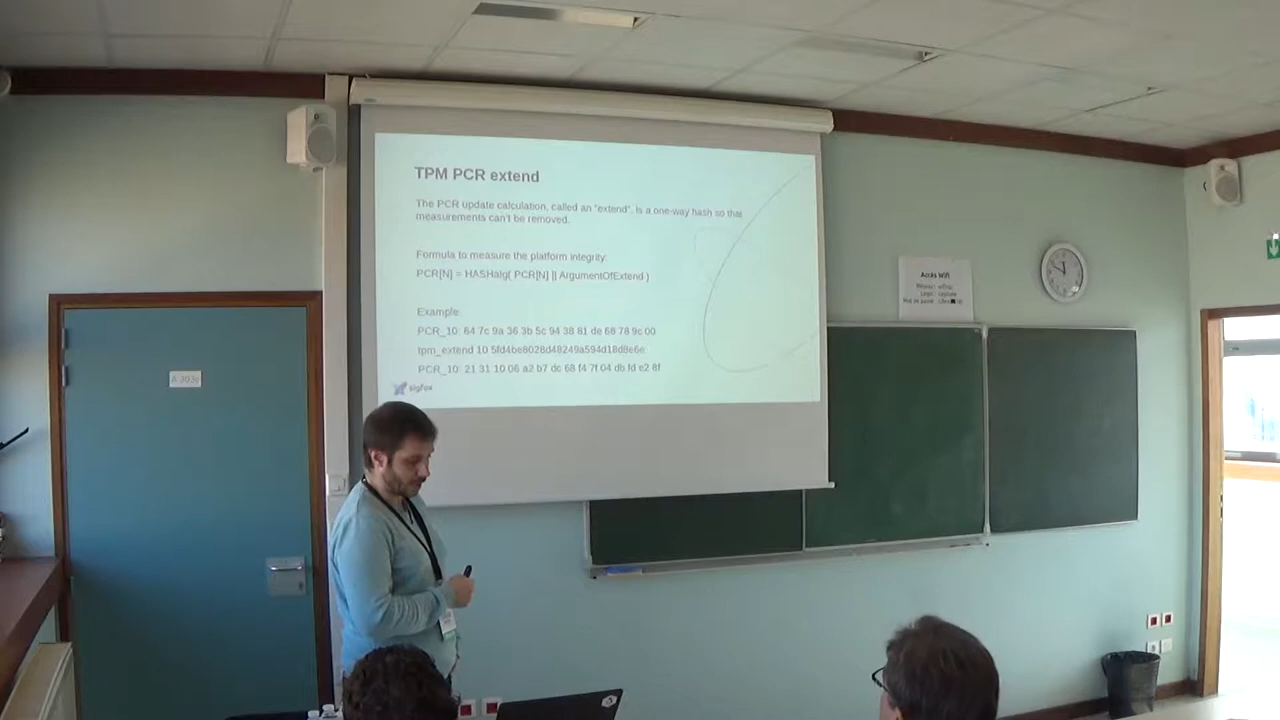 TPM PCR extend
The PCR update calculation, called an "extend", is a one-way hash so that
measurements can't be removed.
Formula to measure the platform integrity:
PCR[N] = HASHalg( PCR[N] || ArgumentOfExtend )
Example
PCR_10: 64 7c 9a 36 3b 5c 94 38 81 de 68 78 9c 00
tpm_extend 10 5fd4be8028d48249a594d18d8e6e
PCR_10: 21 31 10 06 a2 b7 dc 68 f4 7f 04 db fd e2 8f
sigfox
Accès Wifi